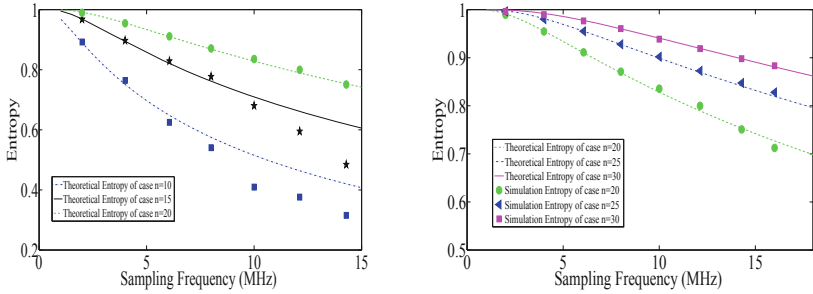 1
0.8
0.6
0.4
0.2
0 5 10 15
Entropy
Sampling Frequency (MHz)
Theoretical Entropy of case n=10
Theoretical Entropy of case n=15
Theoretical Entropy of case n=20
1
0.9
0.8
0.7
0.6
0.5
0 5 10 15
Entropy
Sampling Frequency (MHz)
Theoretical Entropy of case n=20
Theoretical Entropy of case n=25
Theoretical Entropy of case n=30
Simulation Entropy of case n=20
Simulation Entropy of case n=25
Simulation Entropy of case n=30